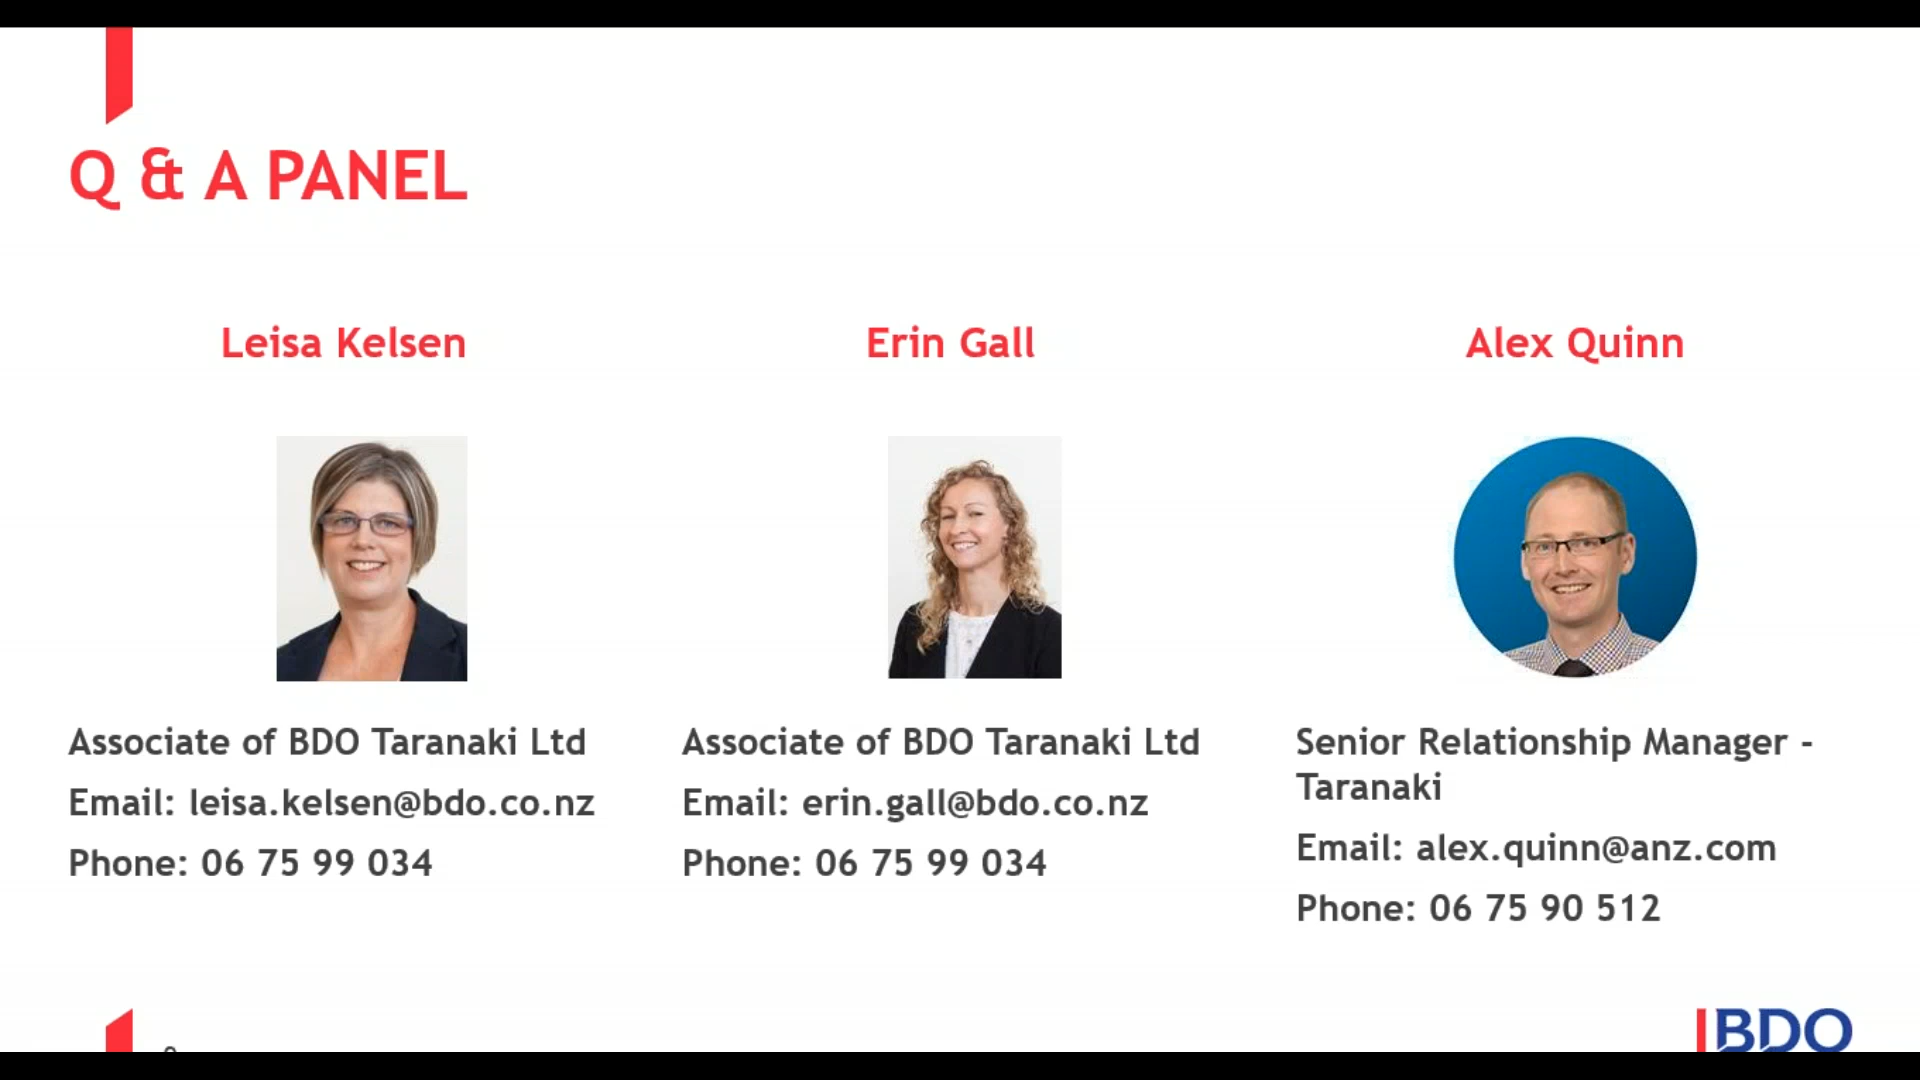 Q & A PANEL
Leisa Kelsen
Associate of BDO Taranaki Ltd
Email: leisa.kelsen@bdo.co.nz
Phone: 06 75 99 034
Erin Gall
Associate of BDO Taranaki Ltd
Email: erin.gall@bdo.co.nz
Phone: 06 75 99 034
Alex Quinn
Senior Relationship Manager -
Taranaki
Email: alex.quinn@anz.com
Phone: 06 75 90 512
BDO